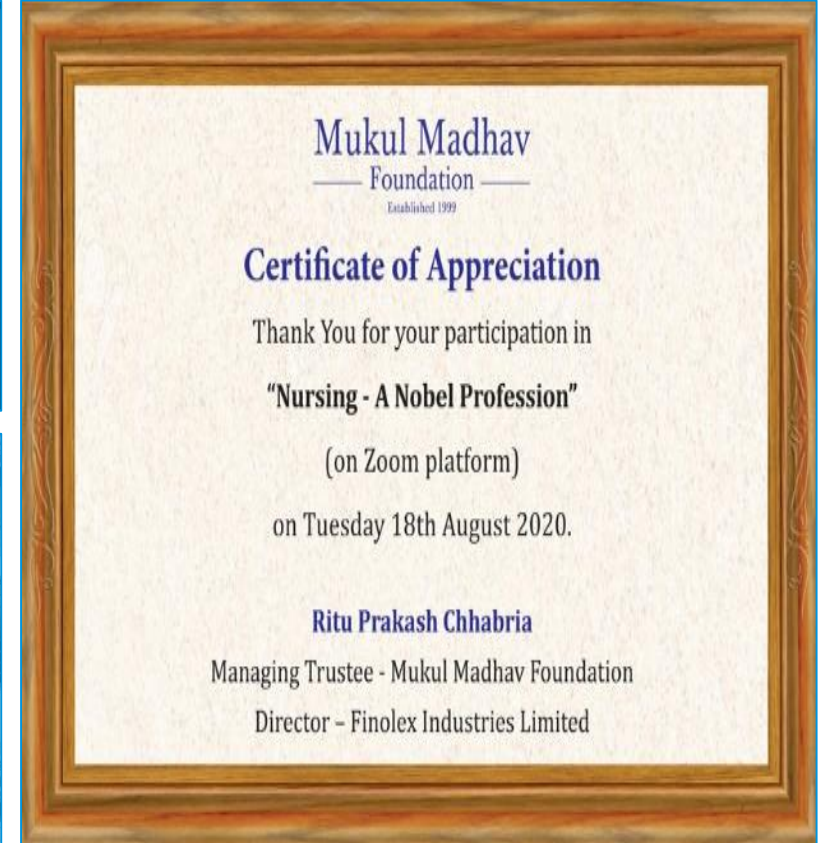 Mukul Madhav
Foundation
Established 1999
Certificate of Appreciation
Thank You for your participation in
“Nursing - A Nobel Profession”
(on Zoom platform)
on Tuesday 18th August 2020.
Ritu Prakash Chhabria
Managing Trustee - Mukul Madhav Foundation
Director – Finolex Industries Limited